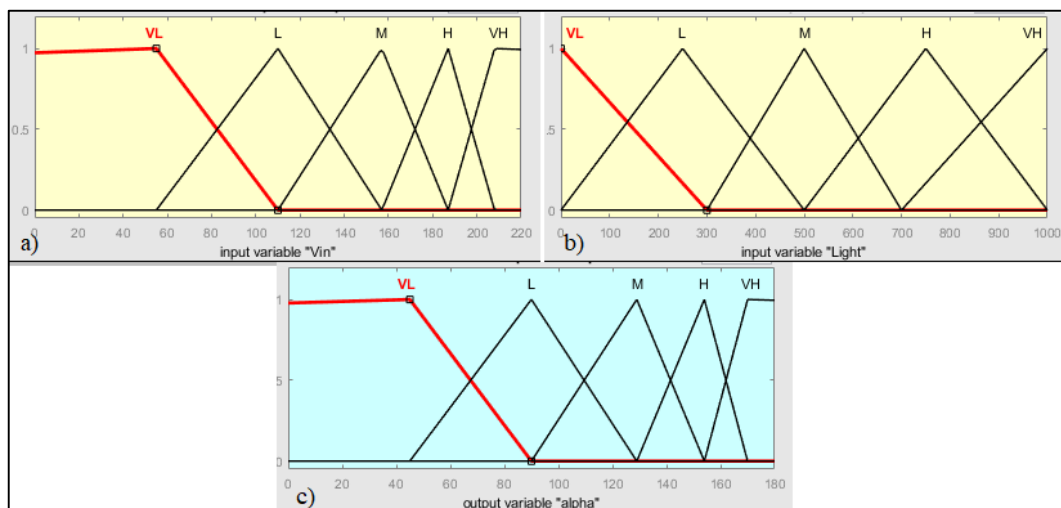 VL L M H VH
1
.5
0
0 20 40 60 80 100 120 140 160 180 200 220
a) input variable "Vin"
VL L M H VH
1
.5
0
0 100 200 300 400 500 600 700 800 900 1000
b) input variable "Light"
VL L M H VH
1
5
0
0 20 40 60 80 100 120 140 160 180
c) output variable "alpha"